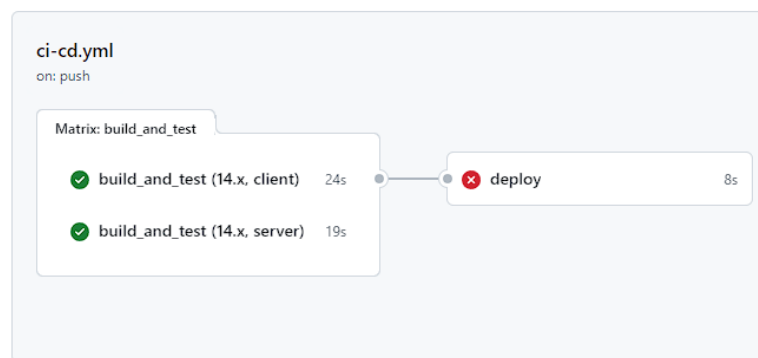 ci-cd.yml
on: push
Matrix: build_and_test
build_and_test (14.x, client) 24s
build_and_test (14.x, server) 19s
deploy 8s